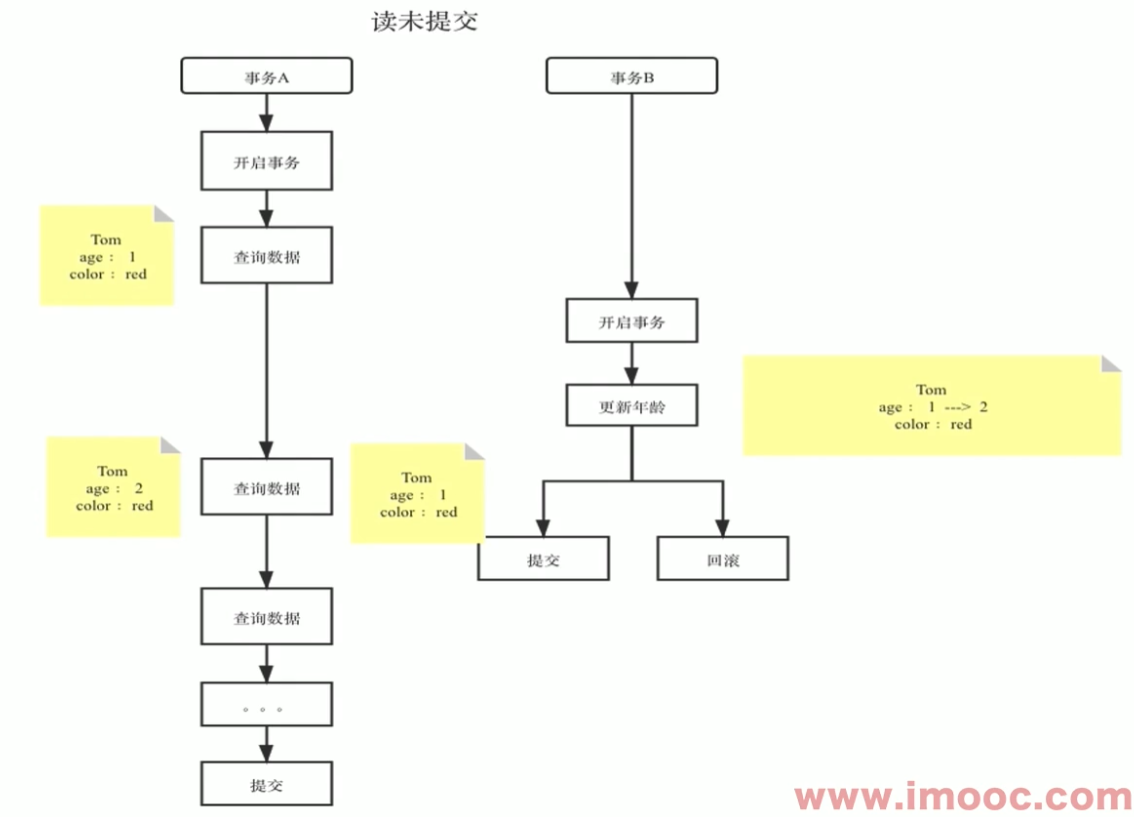 读未提交
事务A
事务B
开启事务
Tom
age : 1
color : red
查询数据
开启事务
更新年龄
Tom
age : 1 ---> 2
color : red
Tom
age : 2
color : red
查询数据
Tom
age : 1
color : red
提交
回滚
查询数据
。。。
提交
www.imooc.com